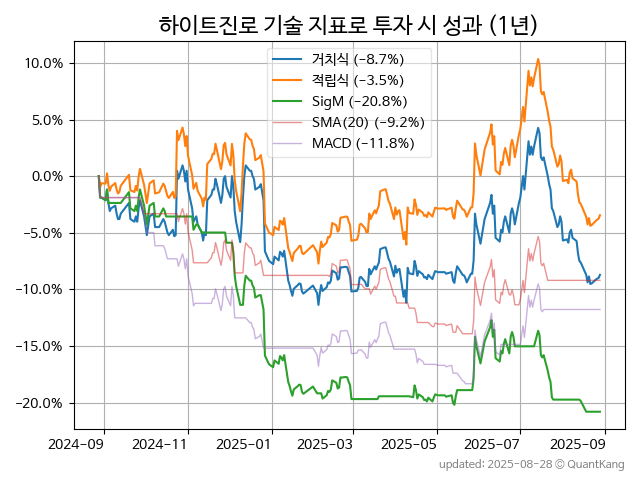 하이트진로 기술 지표로 투자 시 성과 (1년)
거치식 (−8.7%)
적립식 (−3.5%)
SigM (−20.8%)
SMA(20) (−9.2%)
MACD (−11.8%)
10.0%
5.0%
0.0%
−5.0%
−10.0%
−15.0%
−20.0%
2024-09 2024-11 2025-01 2025-03 2025-05 2025-07 2025-09
updated: 2025-08-28 © QuantKang